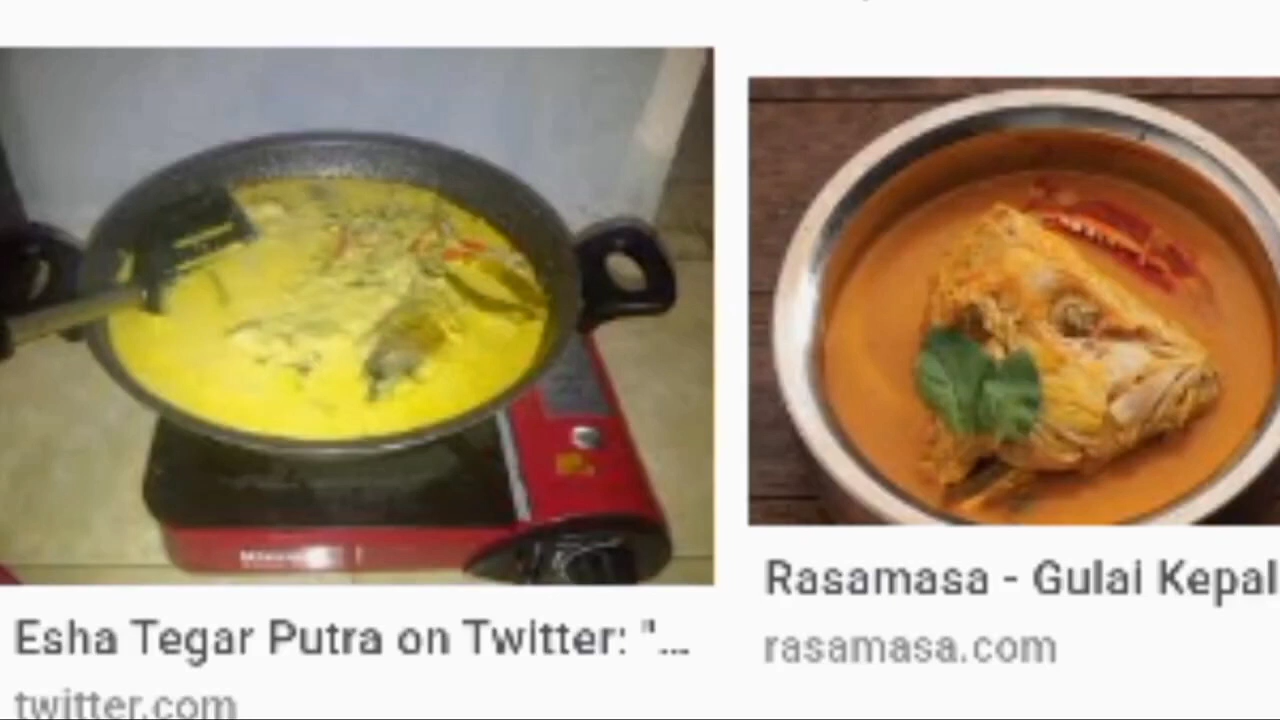 Esha Tegar Putra on Twitter: "...
twitter.com
Rasamasa - Gulai Kepal
rasamasa.com